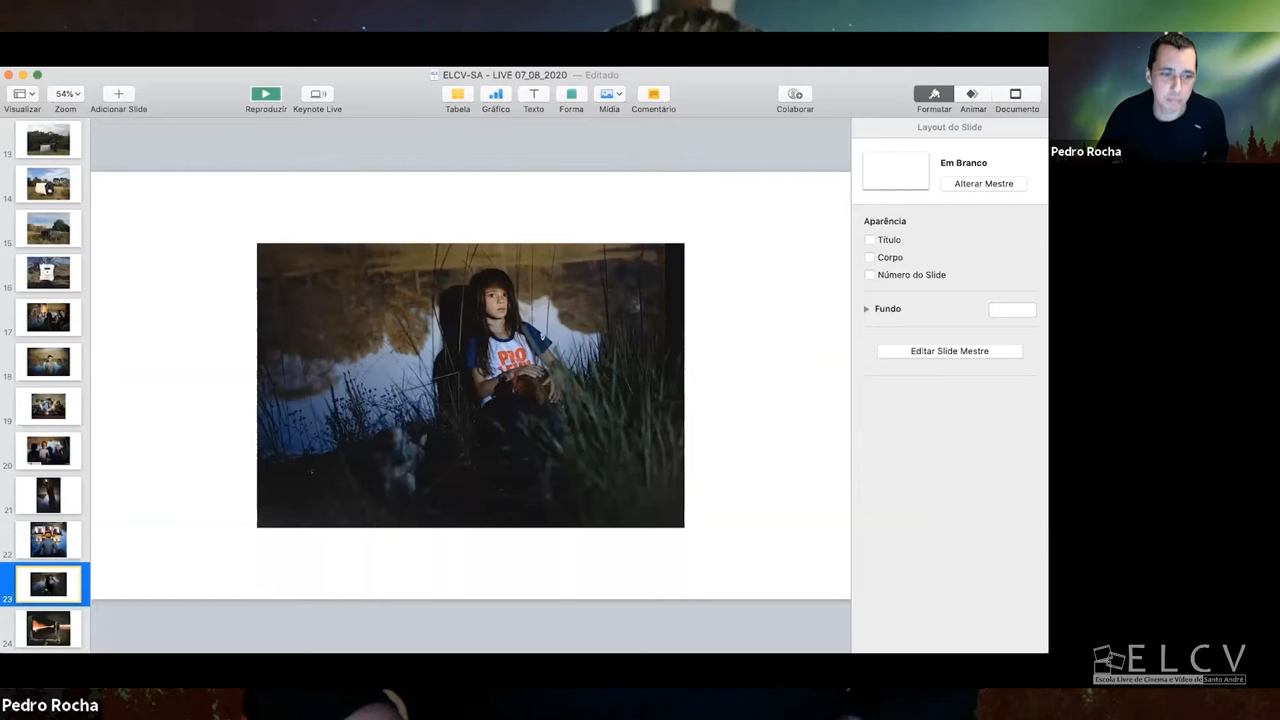 ELCV-SA - LIVE 07_08_2020 — Editado
Visualizar
54%
Zoom
Adicionar Slide
Reproduzir
Keynote Live
Tabela
Gráfico
Texto
Forma
Mídia
Comentário
Colaborar
Formatar
Animar
Documento
Layout do Slide
Em Branco
Alterar Mestre
Aparência
Título
Corpo
Número do Slide
Fundo
Editar Slide Mestre
13
14
15
16
17
18
19
20
21
22
23
24
PRO
Pedro Rocha
ELCV
Escola Livre de Cinema e Vídeo de Santo André
Pedro Rocha